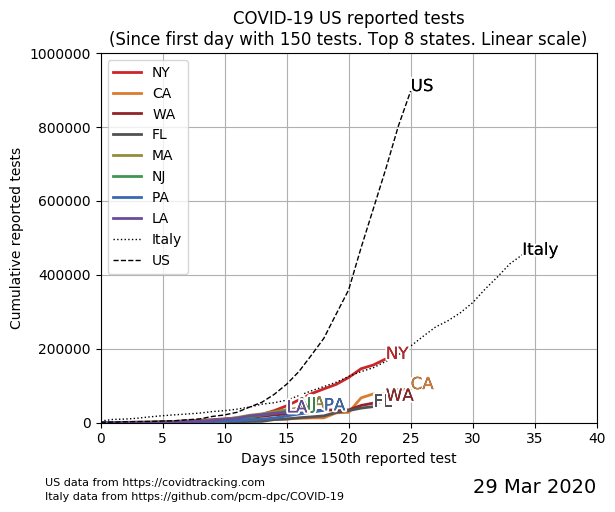 COVID-19 US reported tests
(Since first day with 150 tests. Top 8 states. Linear scale)
1000000
800000
600000
400000
200000
0
Cumulative reported tests
NY
CA
WA
FL
MA
NJ
PA
LA
Italy
US
US
Italy
NY
CA
WA
FL
PA
LA
0 5 10 15 20 25 30 35 40
Days since 150th reported test
US data from https://covidtracking.com
Italy data from https://github.com/pcm-dpc/COVID-19
29 Mar 2020